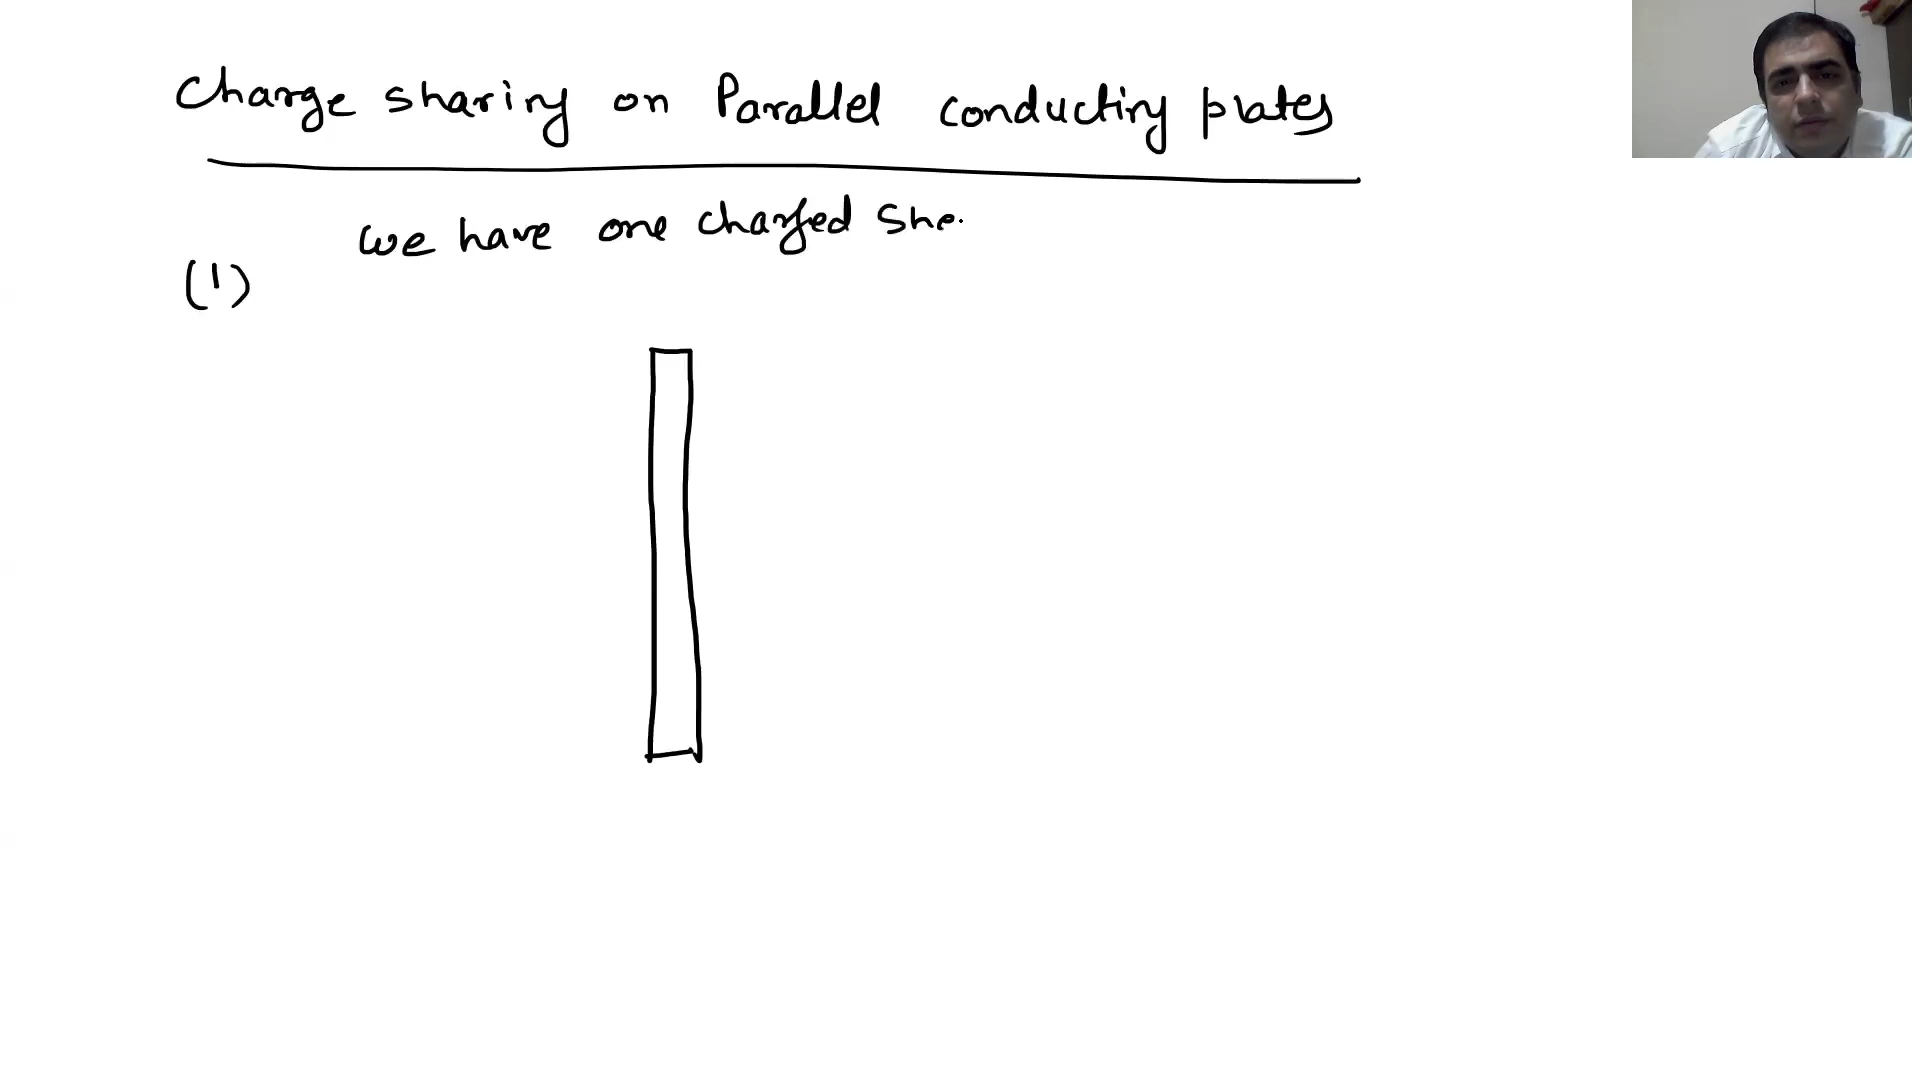 Charge sharing on Parallel conducting plates
we have one charged She.
(1)